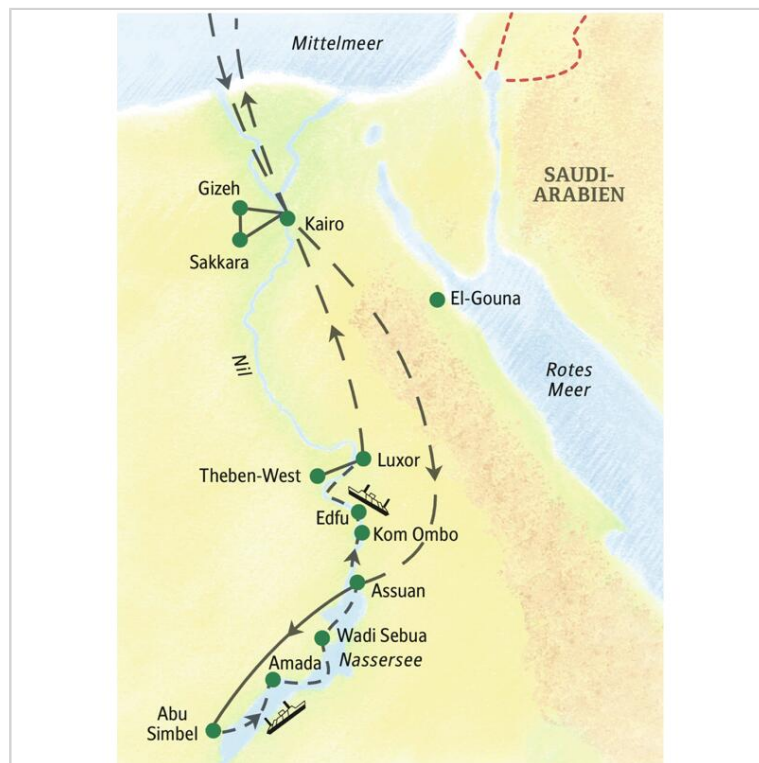 Mittelmeer
SAUDI-
ARABIEN
Gizeh
Kairo
Sakkara
El-Gouna
Nil
Rotes
Meer
Luxor
Theben-West
Edfu
Kom Ombo
Assuan
Wadi Sebua
Nassersee
Amada
Abu
Simbel